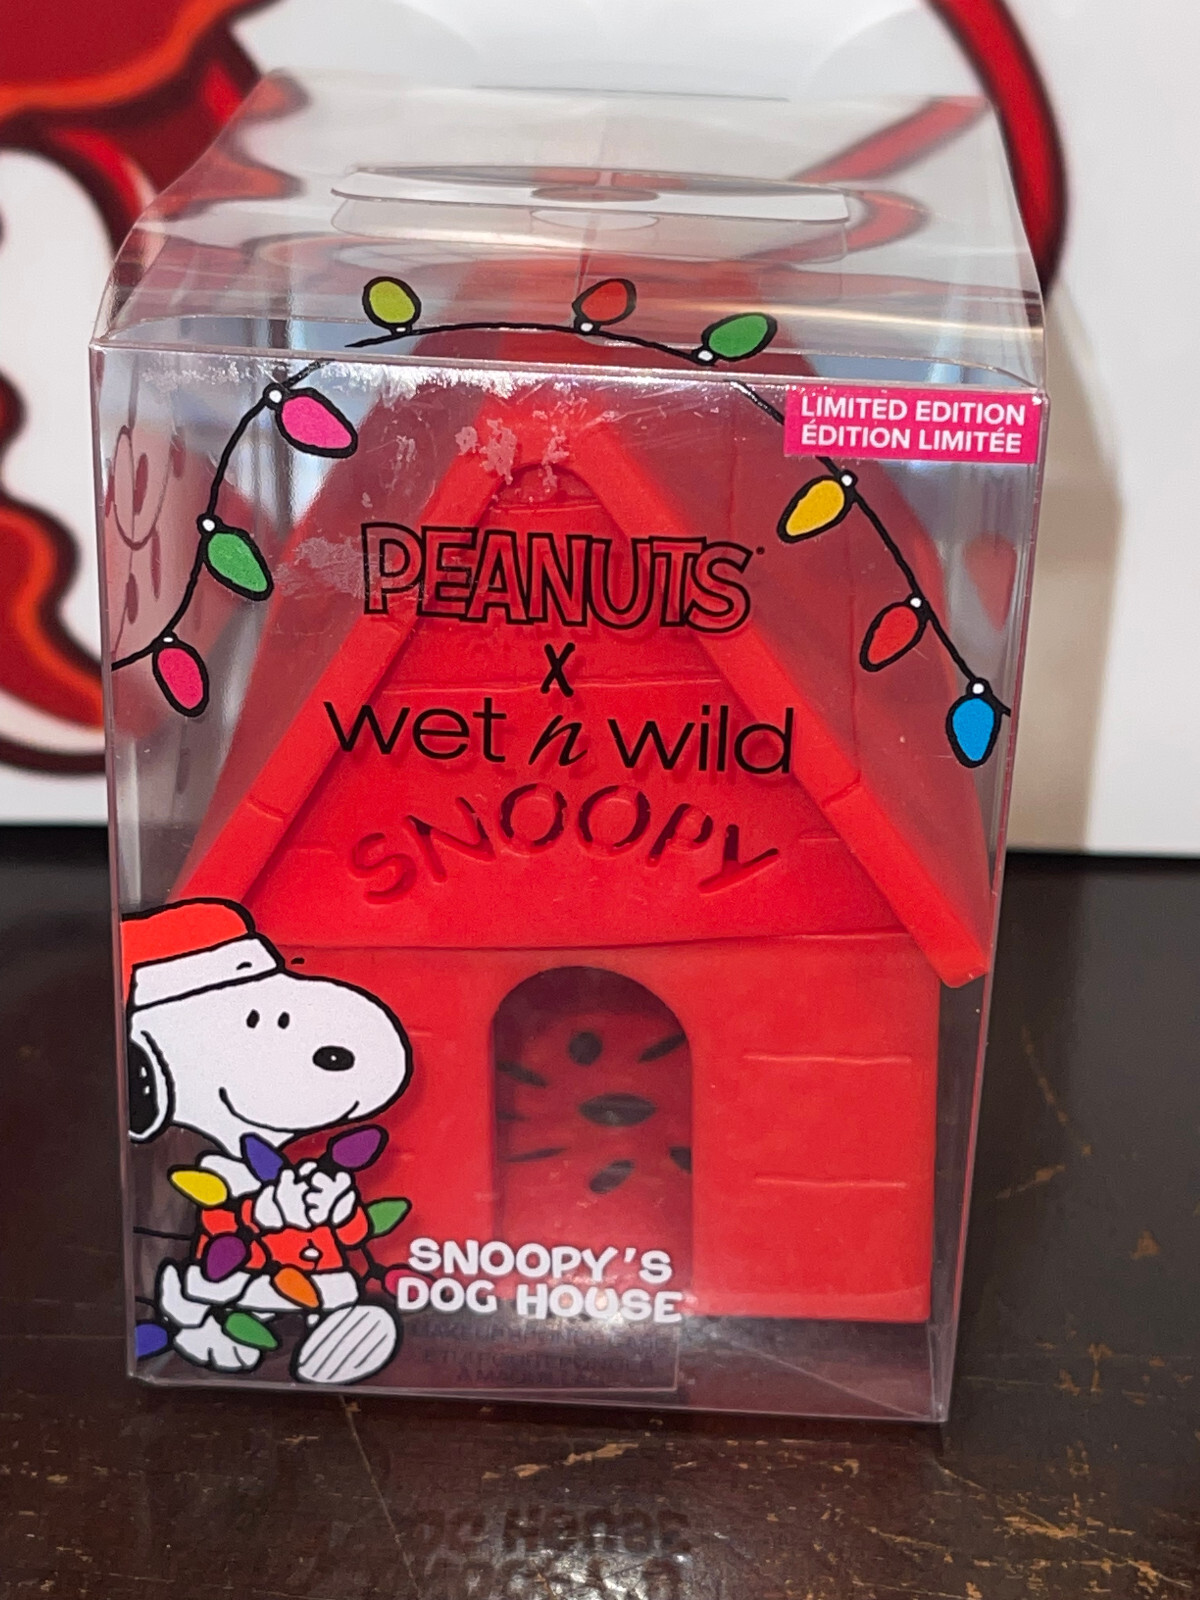 LIMITED EDITION
ÉDITION LIMITÉE
PEANUTS
x
wet n wild
SNOOPY
SNOOPY'S
DOG HOUSE